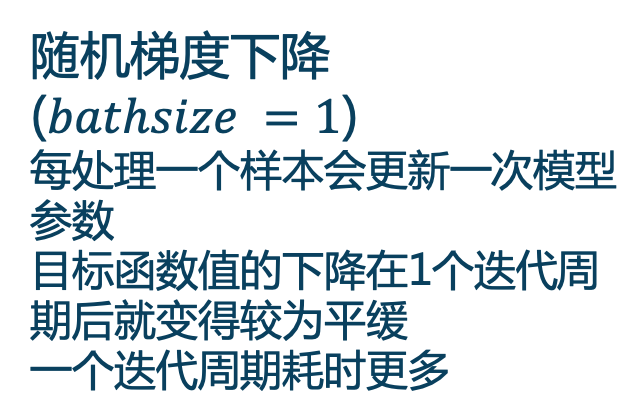 随机梯度下降
(bathsize = 1)
每处理一个样本会更新一次模型
参数
目标函数值的下降在1个迭代周
期后就变得较为平缓
一个迭代周期耗时更多